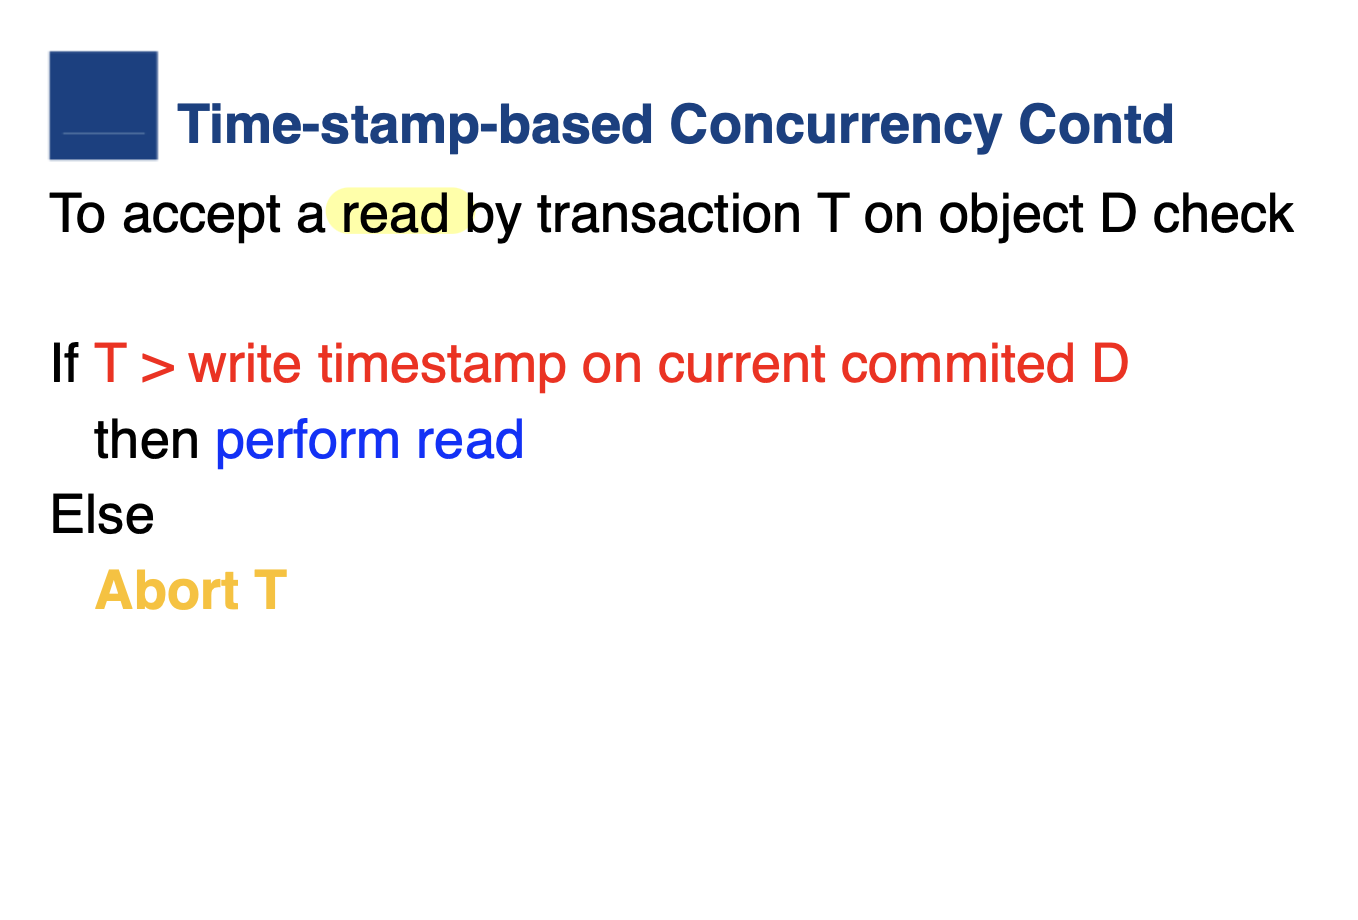 Time-stamp-based Concurrency Contd
To accept a read by transaction T on object D check
If T > write timestamp on current commited D
then perform read
Else
Abort T